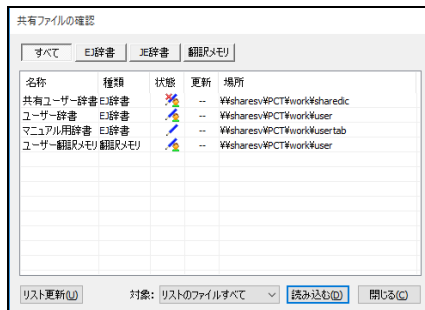 共有ファイルの確認
すべて EJ辞書 JE辞書 翻訳メモリ
名称 種類 状態 更新 場所
共有ユーザー辞書 EJ辞書 -- ¥¥sharesv¥PCT¥work¥sharedic
ユーザー辞書 EJ辞書 -- ¥¥sharesv¥PCT¥work¥user
マニュアル用辞書 EJ辞書 -- ¥¥sharesv¥PCT¥work¥usertab
ユーザー翻訳メモリ 翻訳メモリ -- ¥¥sharesv¥PCT¥work¥user
リスト更新(U) 対象: リストのファイルすべて 読み込む(D) 閉じる(C)